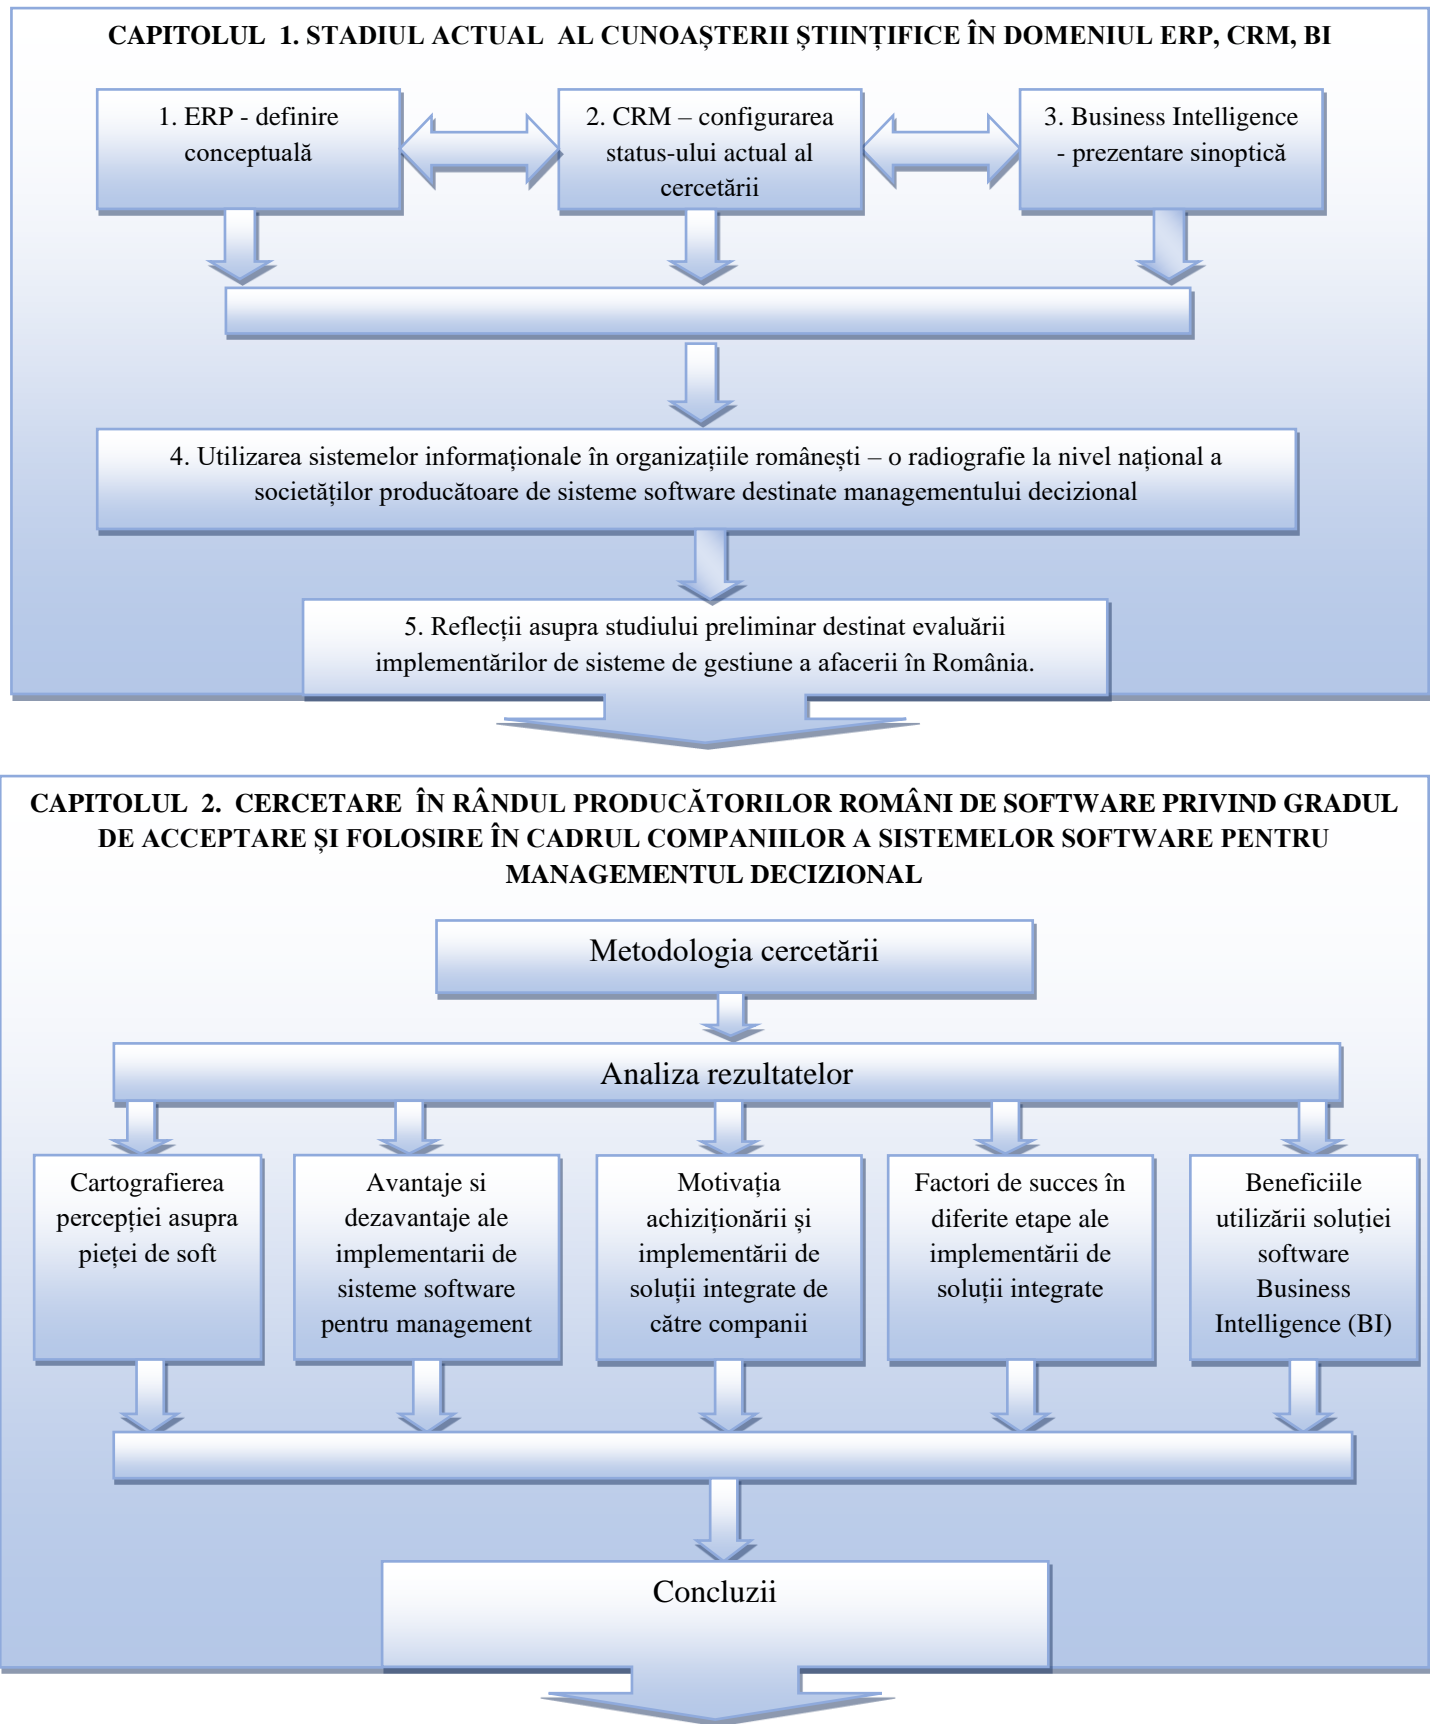 CAPITOLUL 1. STADIUL ACTUAL AL CUNOAȘTERII ȘTIINȚIFICE ÎN DOMENIUL ERP, CRM, BI
1. ERP - definire
conceptuală
2. CRM – configurarea
status-ului actual al
cercetării
3. Business Intelligence
- prezentare sinoptică
4. Utilizarea sistemelor informaționale în organizațiile românești – o radiografie la nivel național a
societăților producătoare de sisteme software destinate managementului decizional
5. Reflecții asupra studiului preliminar destinat evaluării
implementărilor de sisteme de gestiune a afacerii în România.
CAPITOLUL 2. CERCETARE ÎN RÂNDUL PRODUCĂTORILOR ROMÂNI DE SOFTWARE PRIVIND GRADUL
DE ACCEPTARE ȘI FOLOSIRE ÎN CADRUL COMPANIILOR A SISTEMELOR SOFTWARE PENTRU
MANAGEMENTUL DECIZIONAL
Metodologia cercetării
Analiza rezultatelor
Cartografierea
percepției asupra
pieței de soft
Avantaje si
dezavantaje ale
implementarii de
sisteme software
pentru management
Motivația
achiziționării și
implementării de
soluții integrate de
către companii
Factori de succes în
diferite etape ale
implementării de
soluții integrate
Beneficiile
utilizării soluției
software
Business
Intelligence (BI)
Concluzii